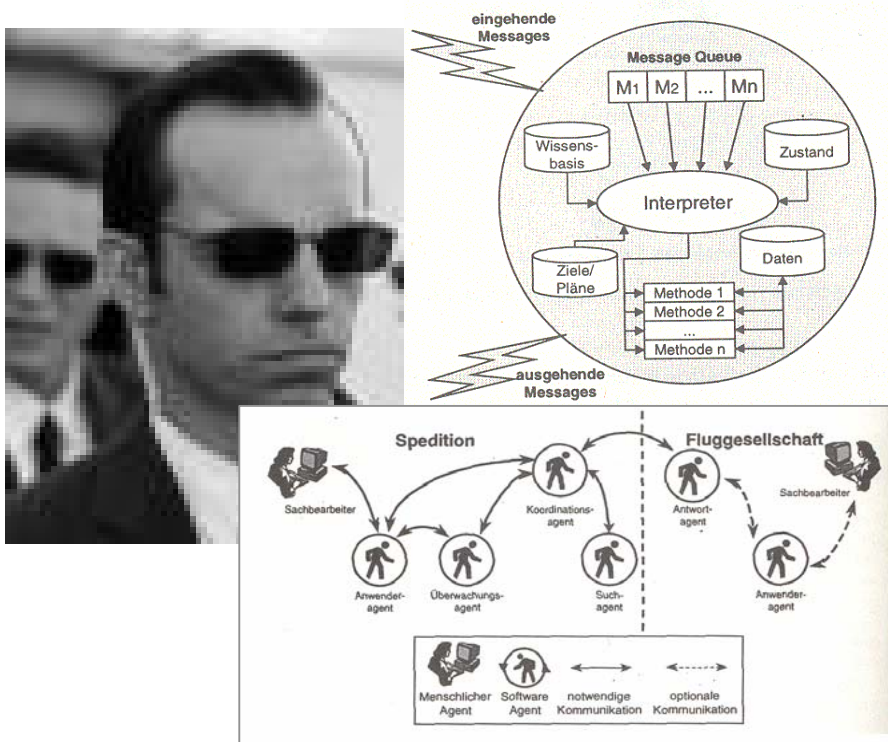 eingehende
Messages
Message Queue
M1 M2 ... Mn
Wissens-
basis
Zustand
Interpreter
Ziele/
Pläne
Daten
Methode 1
Methode 2
...
Methode n
ausgehende
Messages
Spedition
Fluggesellschaft
Sachbearbeiter
Koordinations-
agent
Antwort-
agent
Sachbearbeiter
Anwender-
agent
Überwachungs-
agent
Such-
agent
Anwender-
agent
Menschlicher
Agent
Software
Agent
notwendige
Kommunikation
optionale
Kommunikation